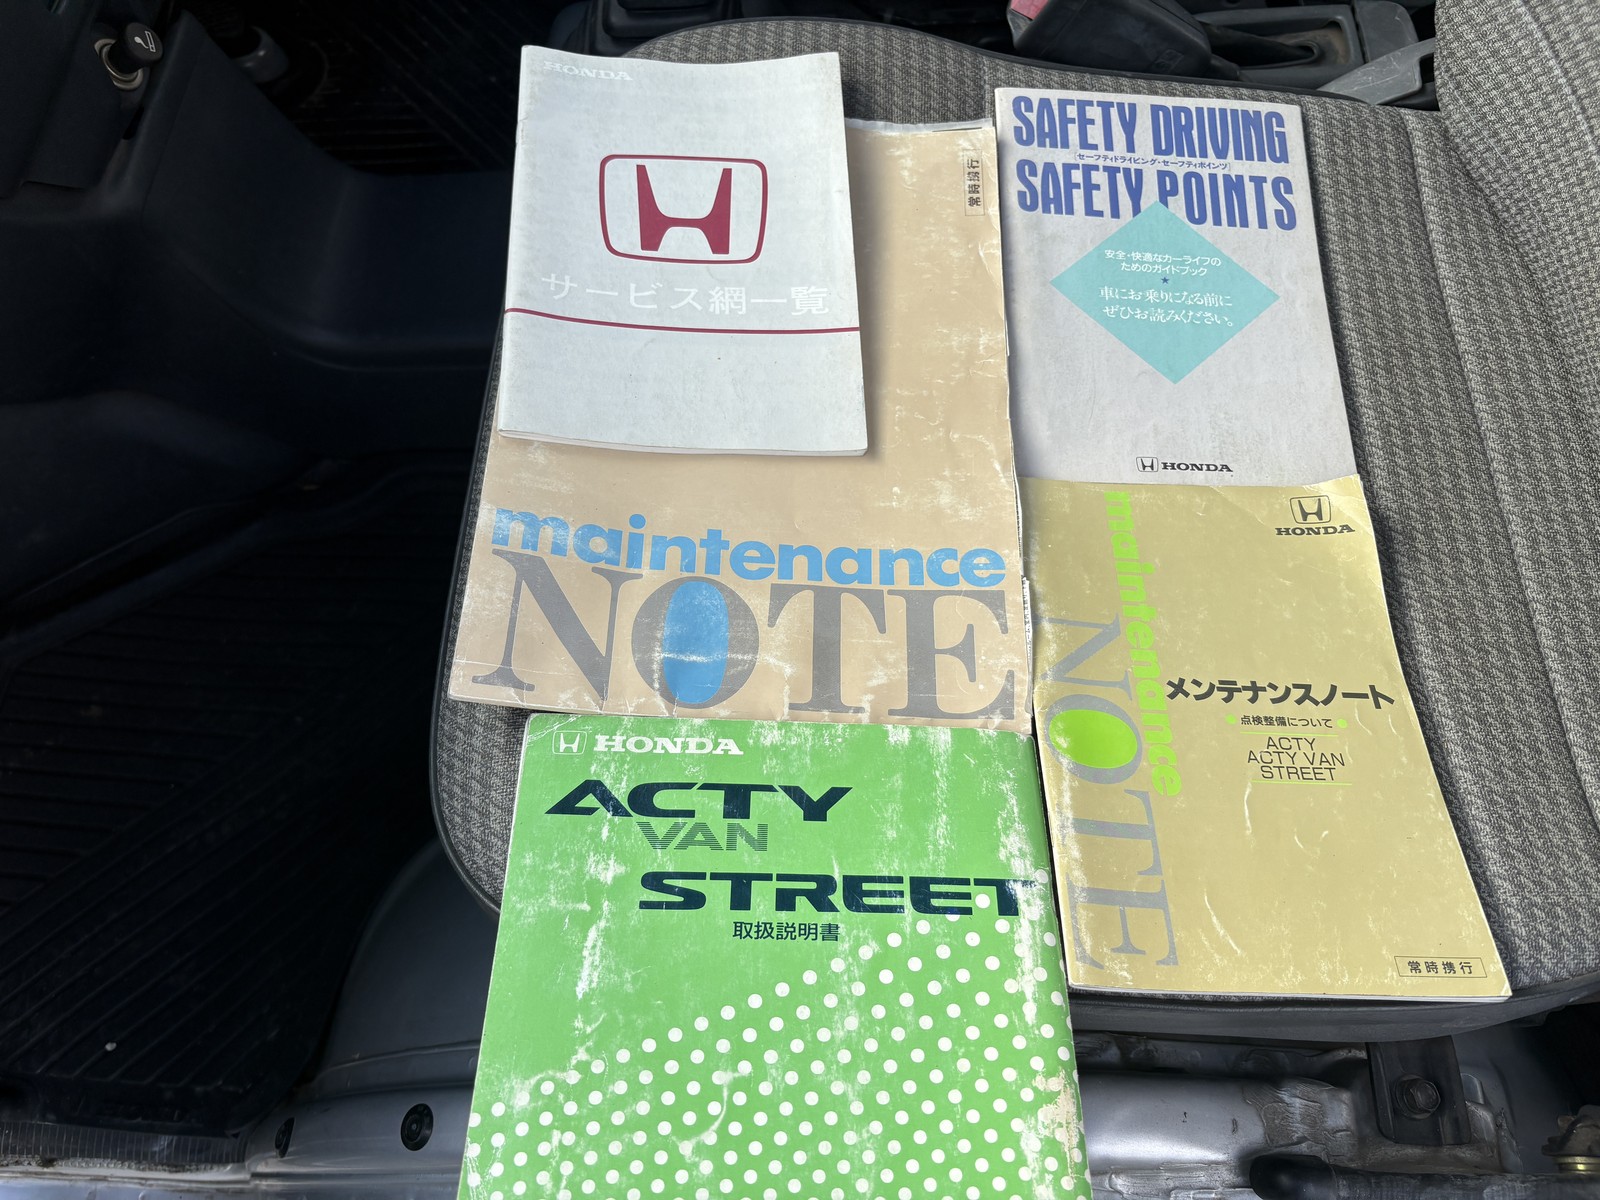 HONDA
サービス網一覧
常時携行
maintenance
NOTE
SAFETY DRIVING
[セーフティドライビング・セーフティポインツ]
SAFETY POINTS
安全・快適なカーライフの
ためのガイドブック
★
車にお乗りになる前に
ぜひお読みください。
HONDA
HONDA
maintenance
NOTE
メンテナンスノート
●点検整備について●
ACTY
ACTY VAN
STREET
常時携行
HONDA
ACTY
VAN
STREET
取扱説明書